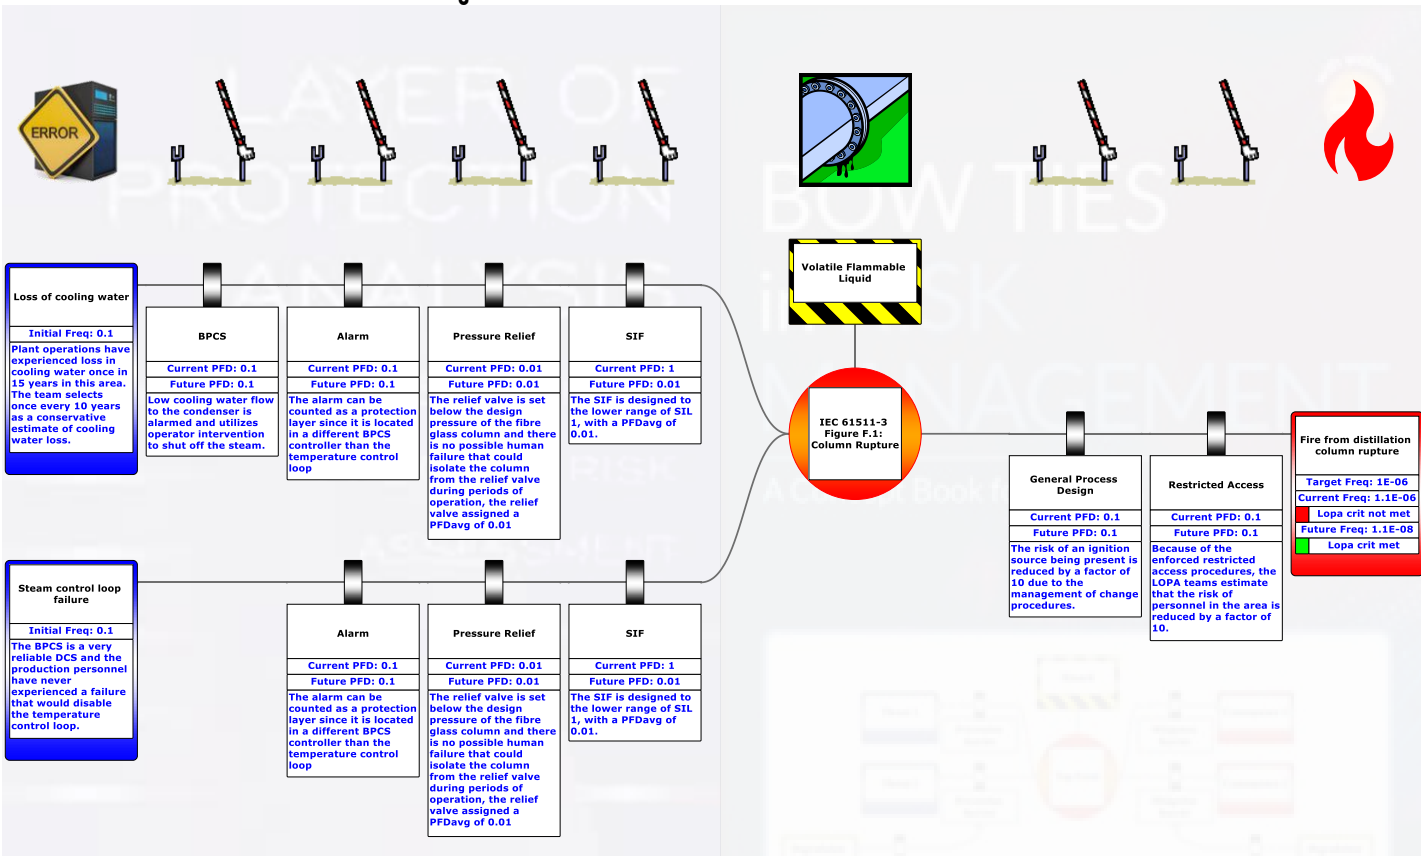 LAYER OF
PROTECTION
ANALYSIS
RISK
ASSESSMENT
BOW TIES
in RISK
MANAGEMENT
ERROR
Loss of cooling water
Initial Freq: 0.1
Plant operations have
experienced loss in
cooling water once in
15 years in this area.
The team selects
once every 10 years
as a conservative
estimate of cooling
water loss.
BPCS
Current PFD: 0.1
Future PFD: 0.1
Low cooling water flow
to the condenser is
alarmed and utilizes
operator intervention
to shut off the steam.
Alarm
Current PFD: 0.1
Future PFD: 0.1
The alarm can be
counted as a protection
layer since it is located
in a different BPCS
controller than the
temperature control
loop
Pressure Relief
Current PFD: 0.01
Future PFD: 0.01
The relief valve is set
below the design
pressure of the fibre
glass column and there
is no possible human
failure that could
isolate the column
from the relief valve
during periods of
operation, the relief
valve assigned a
PFDavg of 0.01
SIF
Current PFD: 1
Future PFD: 0.01
The SIF is designed to
the lower range of SIL
1, with a PFDavg of
0.01.
Steam control loop
failure
Initial Freq: 0.1
The BPCS is a very
reliable DCS and the
production personnel
have never
experienced a failure
that would disable
the temperature
control loop.
Alarm
Current PFD: 0.1
Future PFD: 0.1
The alarm can be
counted as a protection
layer since it is located
in a different BPCS
controller than the
temperature control
loop
Pressure Relief
Current PFD: 0.01
Future PFD: 0.01
The relief valve is set
below the design
pressure of the fibre
glass column and there
is no possible human
failure that could
isolate the column
from the relief valve
during periods of
operation, the relief
valve assigned a
PFDavg of 0.01
SIF
Current PFD: 1
Future PFD: 0.01
The SIF is designed to
the lower range of SIL
1, with a PFDavg of
0.01.
Volatile Flammable
Liquid
IEC 61511-3
Figure F.1:
Column Rupture
General Process
Design
Current PFD: 0.1
Future PFD: 0.1
The risk of an ignition
source being present is
reduced by a factor of
10 due to the
management of change
procedures.
Restricted Access
Current PFD: 0.1
Future PFD: 0.1
Because of the
enforced restricted
access procedures, the
LOPA teams estimate
that the risk of
personnel in the area is
reduced by a factor of
10.
Fire from distillation
column rupture
Target Freq: 1E-06
Current Freq: 1.1E-06
Lopa crit not met
Future Freq: 1.1E-08
Lopa crit met